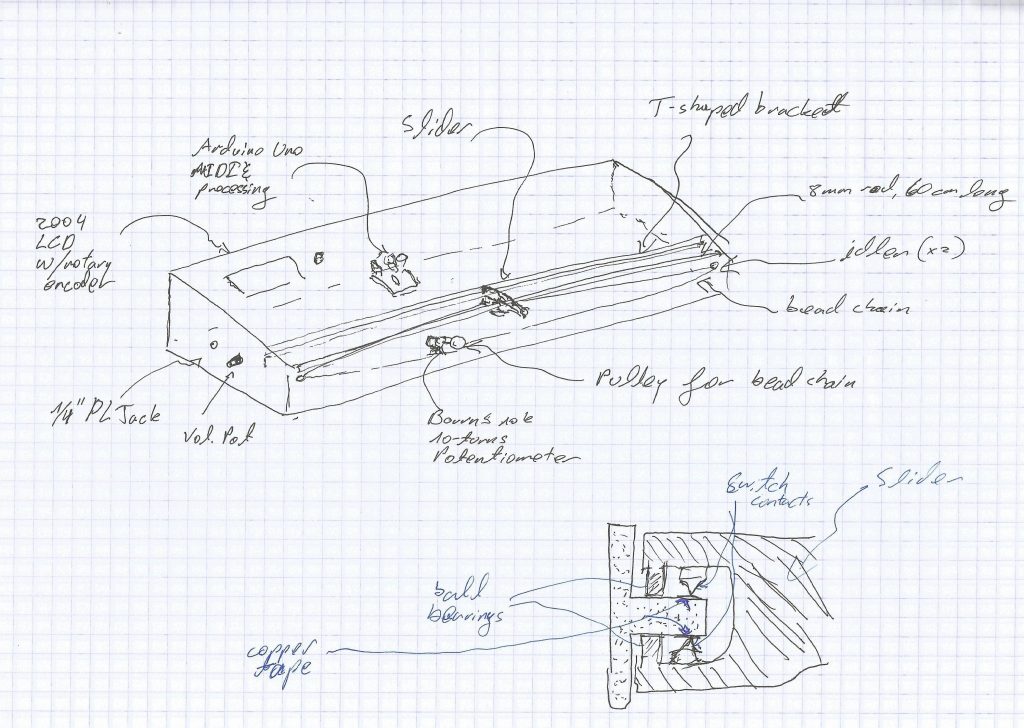 T-shaped bracket
Slider
Arduino Uno
MIDI &
processing
8mm rod, 60cm long
2004
LCD
w/rotary
encoder
idler (x2)
bead chain
Pulley for bead chain
1/4" PL Jack
Vol. Pot
Bourns 10k
10-turns
Potentiometer
Switch
contacts
Slider
ball
bearings
copper
tape